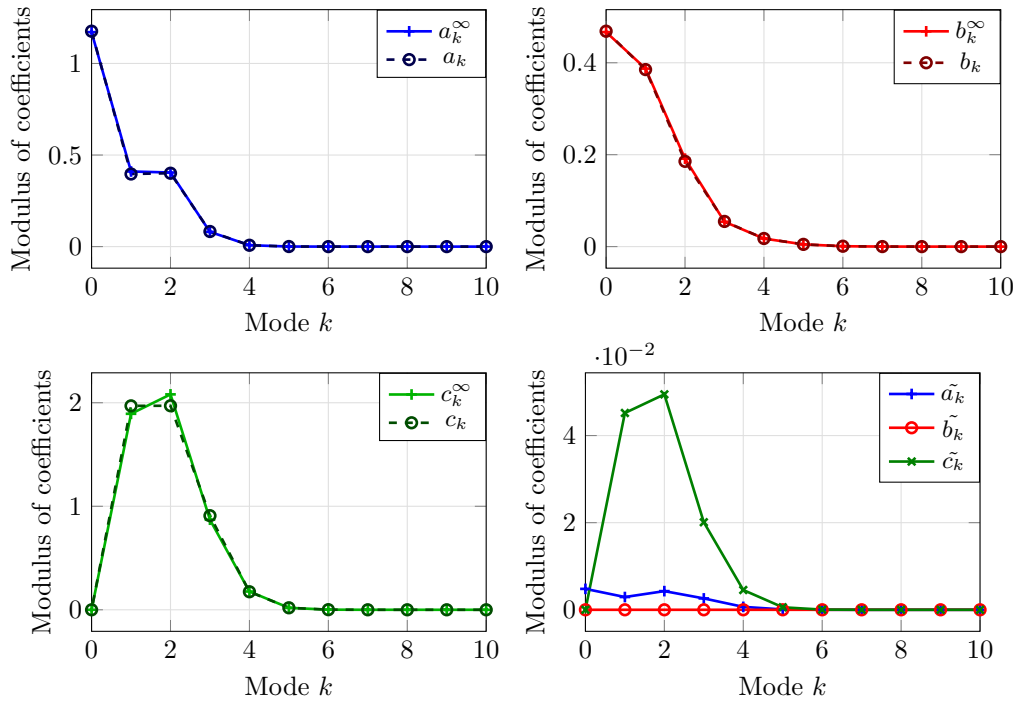 Modulus of coefficients
1
0.5
0
a_k^∞
a_k
0 2 4 6 8 10
Mode k
Modulus of coefficients
0.4
0.2
0
b_k^∞
b_k
0 2 4 6 8 10
Mode k
Modulus of coefficients
2
1
0
c_k^∞
c_k
0 2 4 6 8 10
Mode k
·10^−2
Modulus of coefficients
4
2
0
ã_k
b̃_k
c̃_k
0 2 4 6 8 10
Mode k